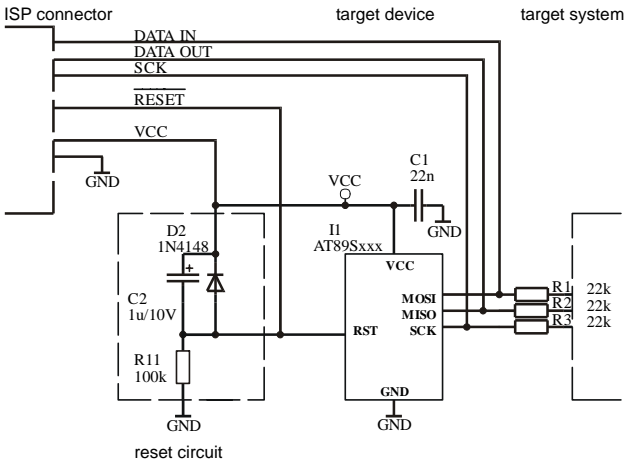 ISP connector
target device
target system
DATA IN
DATA OUT
SCK
RESET
VCC
GND
C1
22n
VCC
GND
D2
1N4148
I1
AT89Sxxx
VCC
C2
1u/10V
MOSI
MISO
SCK
RST
R1
22k
R2
22k
R3
22k
R11
100k
GND
GND
GND
reset circuit